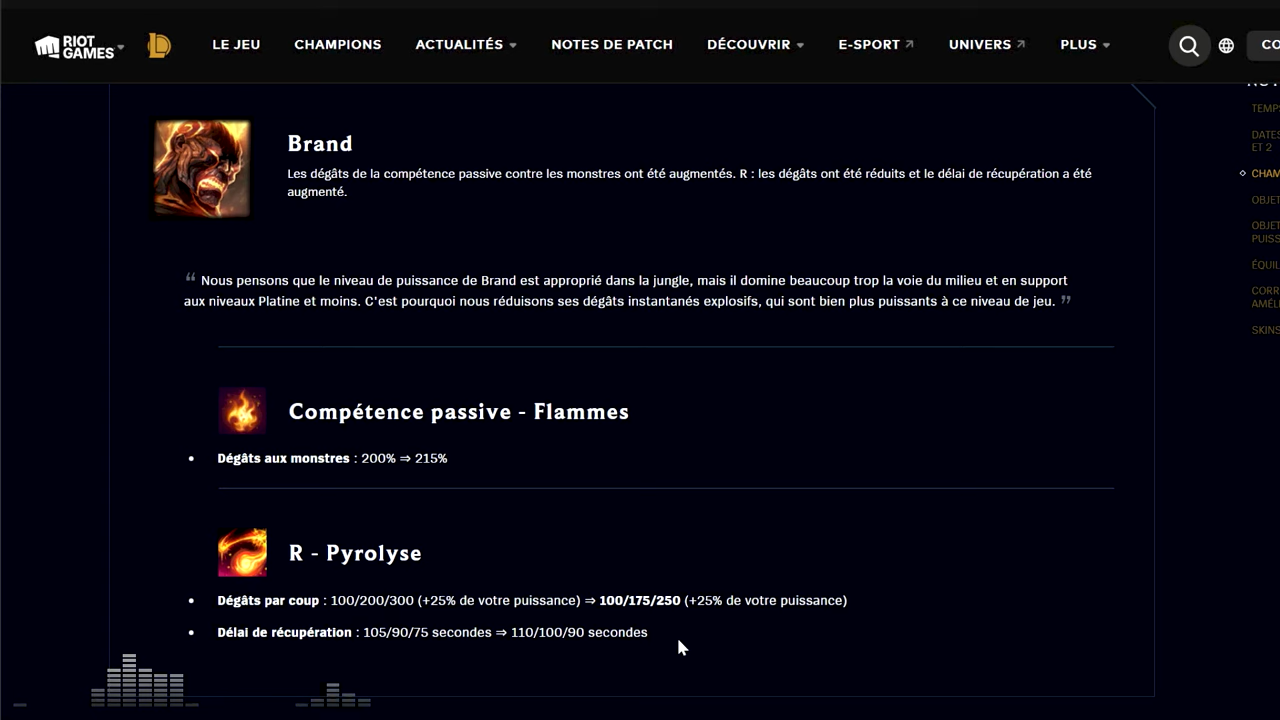 RIOT GAMES
LE JEU
CHAMPIONS
ACTUALITÉS
NOTES DE PATCH
DÉCOUVRIR
E-SPORT
UNIVERS
PLUS
Brand
Les dégâts de la compétence passive contre les monstres ont été augmentés. R : les dégâts ont été réduits et le délai de récupération a été
augmenté.
“ Nous pensons que le niveau de puissance de Brand est approprié dans la jungle, mais il domine beaucoup trop la voie du milieu et en support
aux niveaux Platine et moins. C'est pourquoi nous réduisons ses dégâts instantanés explosifs, qui sont bien plus puissants à ce niveau de jeu. ”
Compétence passive - Flammes
• Dégâts aux monstres : 200% ⇒ 215%
R - Pyrolyse
• Dégâts par coup : 100/200/300 (+25% de votre puissance) ⇒ 100/175/250 (+25% de votre puissance)
• Délai de récupération : 105/90/75 secondes ⇒ 110/100/90 secondes
DATES
ET 2
CHAM
OBJET
OBJET
PUISS
ÉQUIL
CORR
AMÉL
SKINS